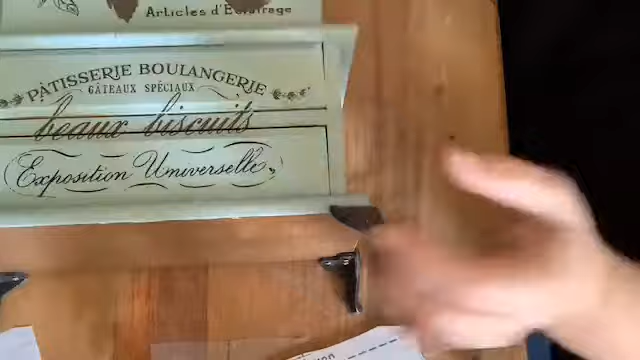 Articles d'Éclairage
PÂTISSERIE BOULANGERIE
GÂTEAUX SPÉCIAUX
beaux biscuits
Exposition Universelle